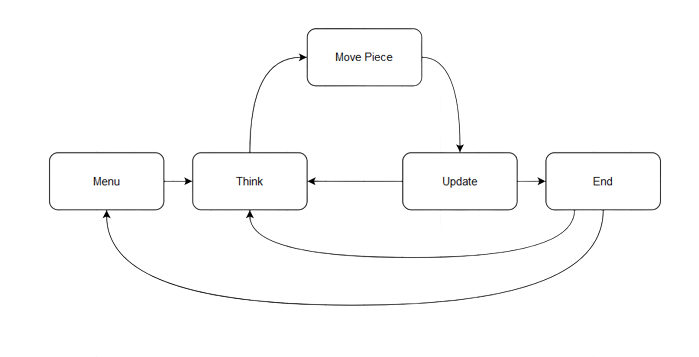 Move Piece
Menu
Think
Update
End